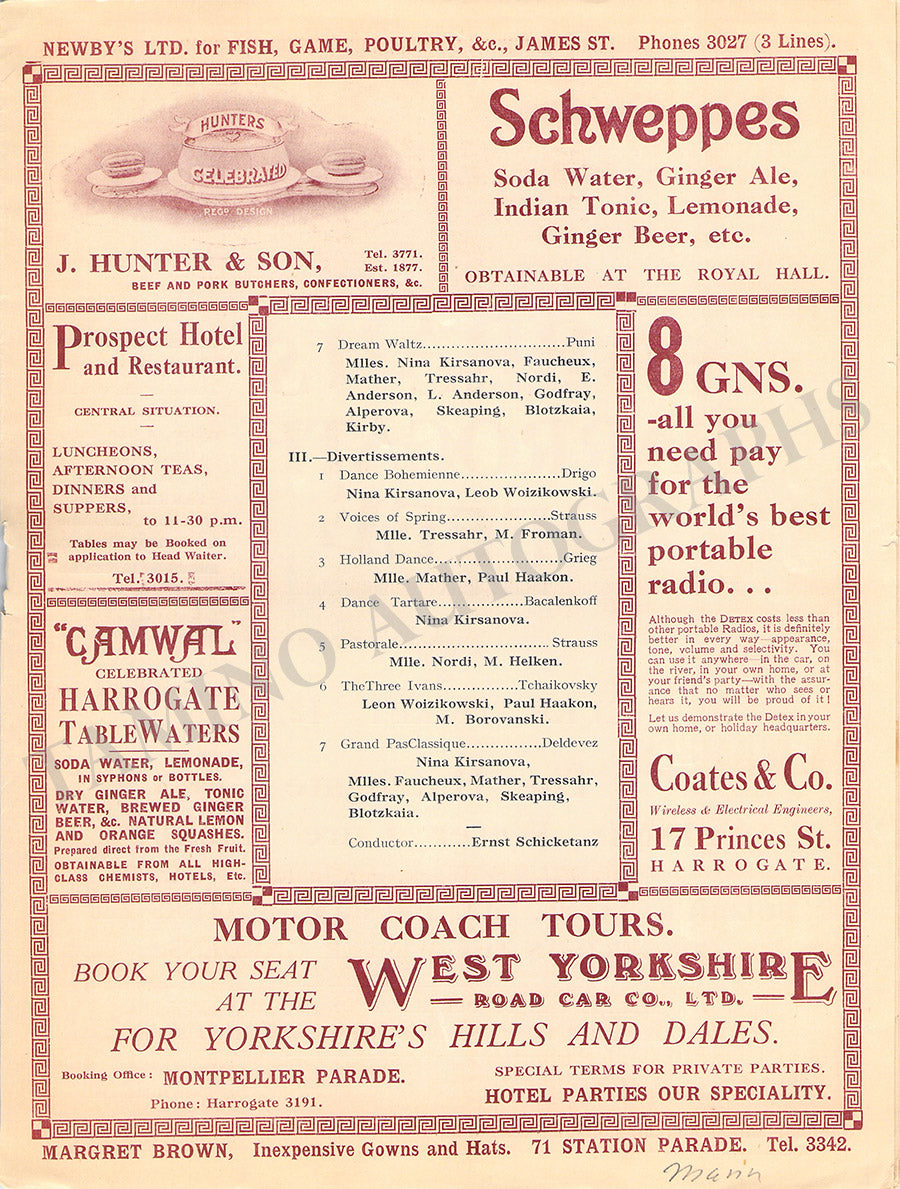 NEWBY'S LTD. for FISH, GAME, POULTRY, &c., JAMES ST. Phones 3027 (3 Lines).
HUNTERS
CELEBRATED
REGD DESIGN
J. HUNTER & SON,
Tel. 3771.
Est. 1877.
BEEF AND PORK BUTCHERS, CONFECTIONERS, &c.
Schweppes
Soda Water, Ginger Ale,
Indian Tonic, Lemonade,
Ginger Beer, etc.
OBTAINABLE AT THE ROYAL HALL.
Prospect Hotel
and Restaurant.
CENTRAL SITUATION.
LUNCHEONS,
AFTERNOON TEAS,
DINNERS and
SUPPERS,
to 11-30 p.m.
Tables may be Booked on
application to Head Waiter.
Tel. 3015.
"CAMWAL"
CELEBRATED
HARROGATE
TABLE WATERS
SODA WATER, LEMONADE,
IN SYPHONS OR BOTTLES.
DRY GINGER ALE, TONIC
WATER, BREWED GINGER
BEER, &c. NATURAL LEMON
AND ORANGE SQUASHES.
Prepared direct from the Fresh Fruit.
OBTAINABLE FROM ALL HIGH-
CLASS CHEMISTS, HOTELS, Etc.
7 Dream Waltz..............................Puni
Mlles. Nina Kirsanova, Faucheux,
Mather, Tressahr, Nordi, E.
Anderson, L. Anderson, Godfray,
Alperova, Skeaping, Blotzkaia,
Kirby.
III.—Divertissements.
1 Dance Bohemienne.....................Drigo
Nina Kirsanova, Leob Woizikowski.
2 Voices of Spring......................Strauss
Mlle. Tressahr, M. Froman.
3 Holland Dance...........................Grieg
Mlle. Mather, Paul Haakon.
4 Dance Tartare..................Bacalenkoff
Nina Kirsanova.
5 Pastorale................................ Strauss
Mlle. Nordi, M. Helken.
6 TheThree Ivans................Tchaikovsky
Leon Woizikowski, Paul Haakon,
M. Borovanski.
7 Grand PasClassique................Deldevez
Nina Kirsanova,
Mlles. Faucheux, Mather, Tressahr,
Godfray, Alperova, Skeaping,
Blotzkaia.
Conductor............Ernst Schicketanz
8 GNS.
-all you
need pay
for the
world's best
portable
radio. . .
Although the DETEX costs less than
other portable Radios, it is definitely
better in every way—appearance,
tone, volume and selectivity. You
can use it anywhere—in the car, on
the river, in your own home, or at
your friend's party—with the assur-
ance that no matter who sees or
hears it, you will be proud of it!
Let us demonstrate the Detex in your
own home, or holiday headquarters.
Coates & Co.
Wireless & Electrical Engineers,
17 Princes St.
HARROGATE.
MOTOR COACH TOURS.
BOOK YOUR SEAT
AT THE
WEST YORKSHIRE
ROAD CAR CO., LTD.
FOR YORKSHIRE'S HILLS AND DALES.
Booking Office: MONTPELLIER PARADE.
Phone: Harrogate 3191.
SPECIAL TERMS FOR PRIVATE PARTIES.
HOTEL PARTIES OUR SPECIALITY.
MARGRET BROWN, Inexpensive Gowns and Hats. 71 STATION PARADE. Tel. 3342.
TAMINO AUTOGRAPHS